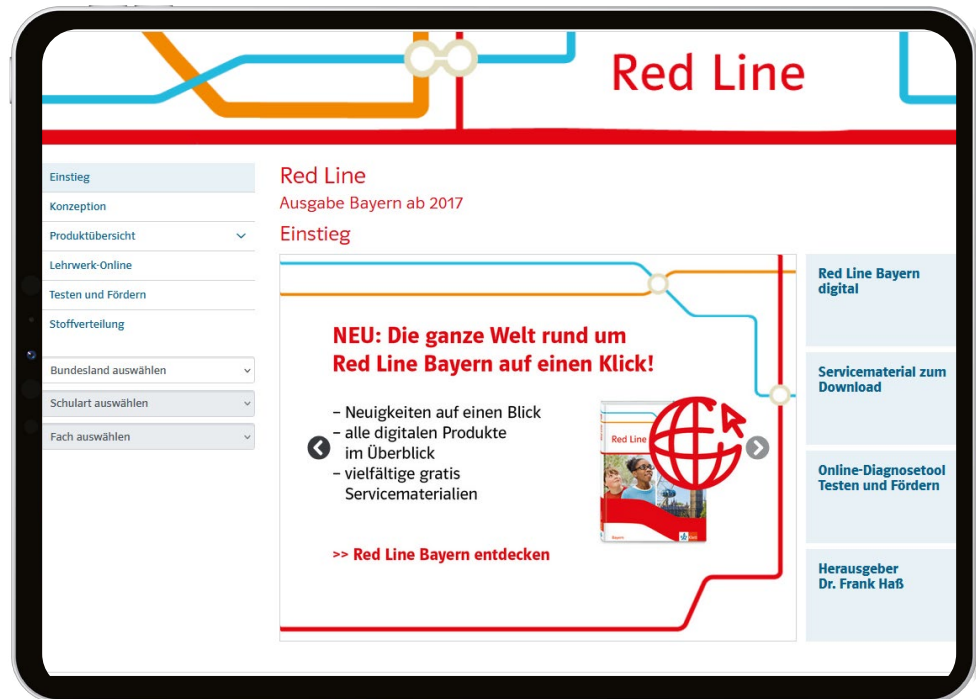 Red Line
Einstieg
Konzeption
Produktübersicht
Lehrwerk-Online
Testen und Fördern
Stoffverteilung
Bundesland auswählen
Schulart auswählen
Fach auswählen
Red Line
Ausgabe Bayern ab 2017
Einstieg
NEU: Die ganze Welt rund um
Red Line Bayern auf einen Klick!
– Neuigkeiten auf einen Blick
– alle digitalen Produkte
im Überblick
– vielfältige gratis
Servicematerialien
>> Red Line Bayern entdecken
Red Line
Bayern
Red Line Bayern
digital
Servicematerial zum
Download
Online-Diagnosetool
Testen und Fördern
Herausgeber
Dr. Frank Haß